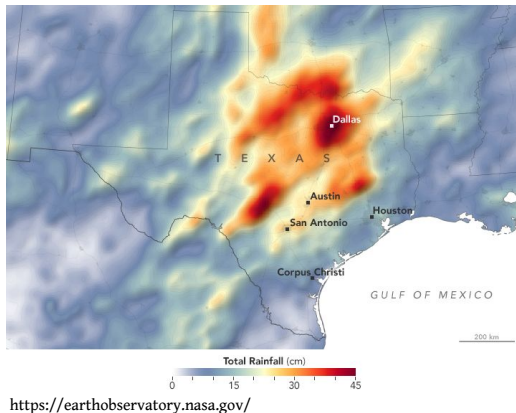 Dallas
T E X A S
Austin
San Antonio
Houston
Corpus Christi
GULF OF MEXICO
200 km
Total Rainfall (cm)
0 15 30 45
https://earthobservatory.nasa.gov/